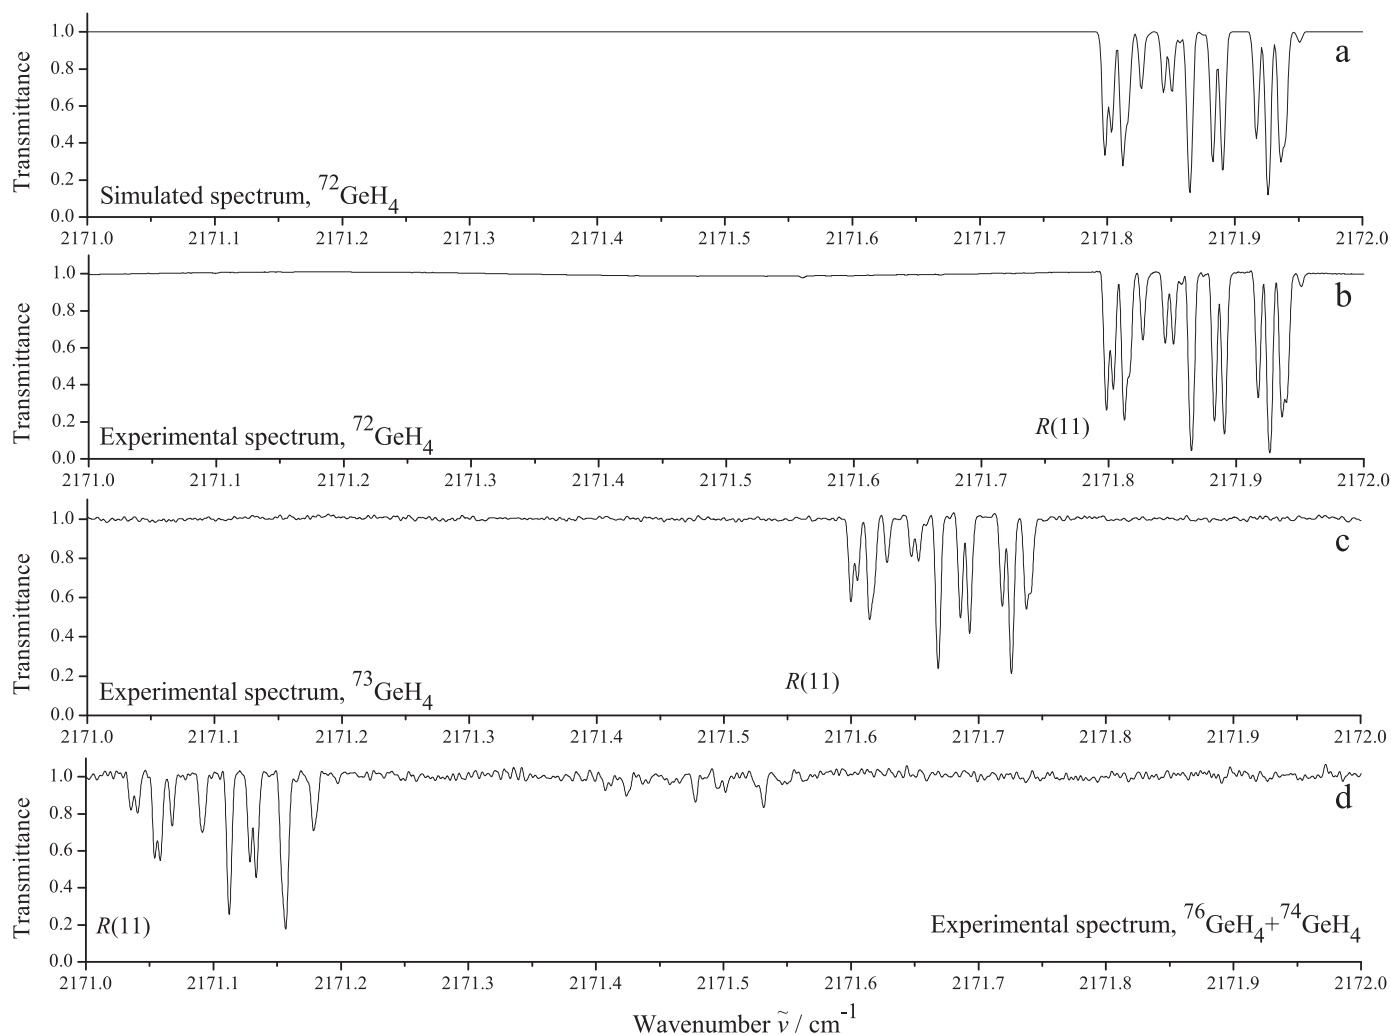 1.0
a
0.8
0.6
0.4
0.2
0.0
Transmittance
Simulated spectrum, ⁷²GeH₄
2171.0 2171.1 2171.2 2171.3 2171.4 2171.5 2171.6 2171.7 2171.8 2171.9 2172.0
1.0
b
0.8
0.6
0.4
0.2
0.0
Transmittance
R(11)
Experimental spectrum, ⁷²GeH₄
2171.0 2171.1 2171.2 2171.3 2171.4 2171.5 2171.6 2171.7 2171.8 2171.9 2172.0
1.0
c
0.8
0.6
0.4
0.2
0.0
Transmittance
R(11)
Experimental spectrum, ⁷³GeH₄
2171.0 2171.1 2171.2 2171.3 2171.4 2171.5 2171.6 2171.7 2171.8 2171.9 2172.0
1.0
d
0.8
0.6
0.4
0.2
0.0
Transmittance
R(11)
Experimental spectrum, ⁷⁶GeH₄+⁷⁴GeH₄
2171.0 2171.1 2171.2 2171.3 2171.4 2171.5 2171.6 2171.7 2171.8 2171.9 2172.0
Wavenumber ν̃ / cm⁻¹